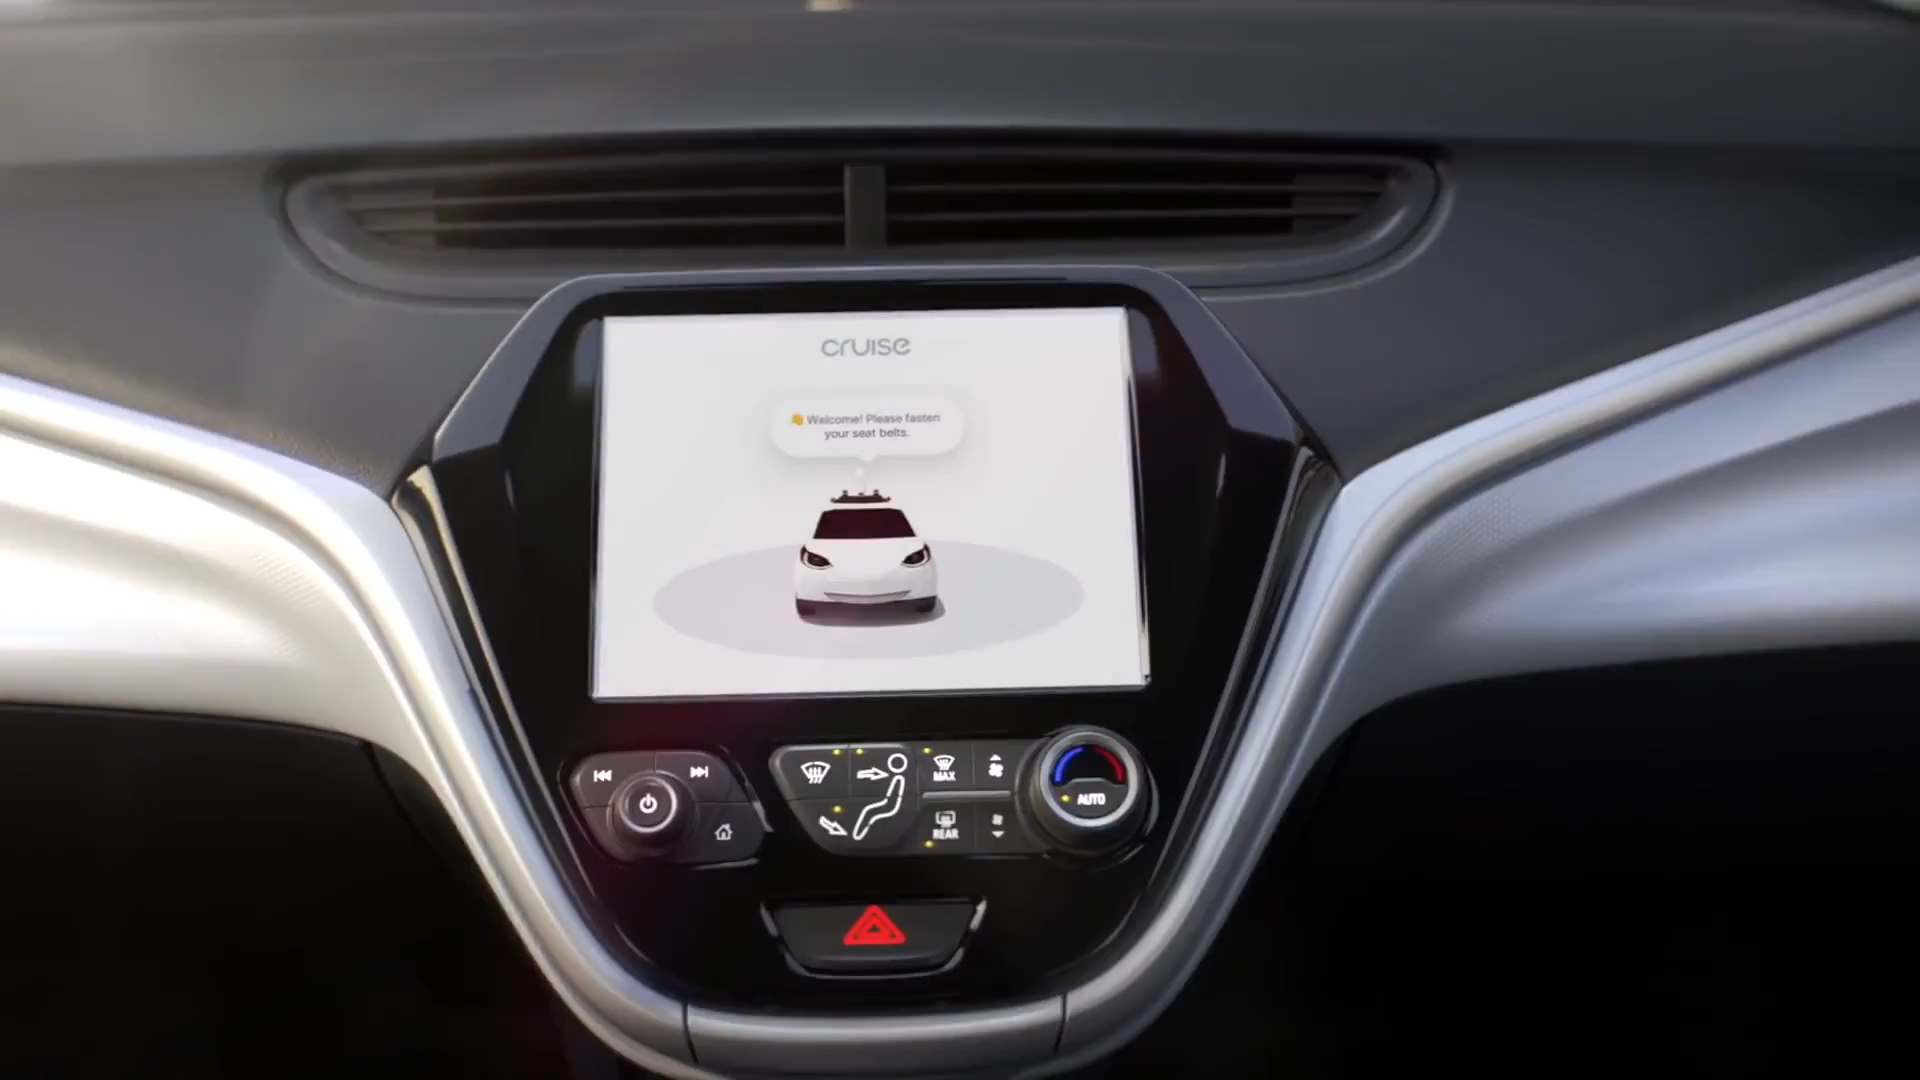 cruise
👋 Welcome! Please fasten
your seat belts.
MAX
AUTO
REAR